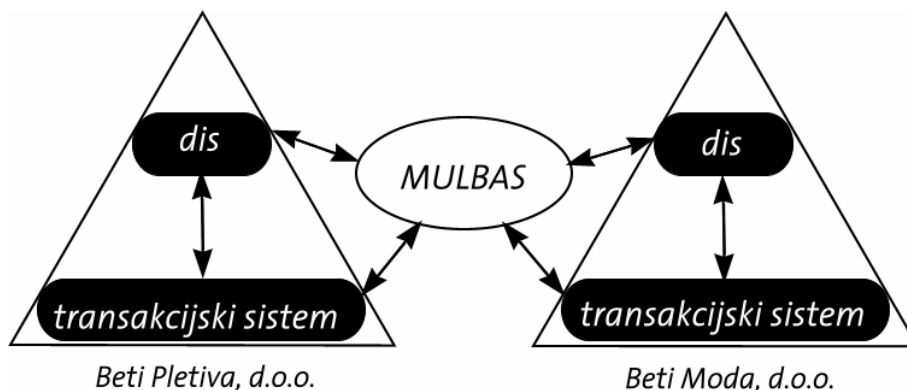 dis
MULBAS
dis
transakcijski sistem
transakcijski sistem
Beti Pletiva, d.o.o.
Beti Moda, d.o.o.